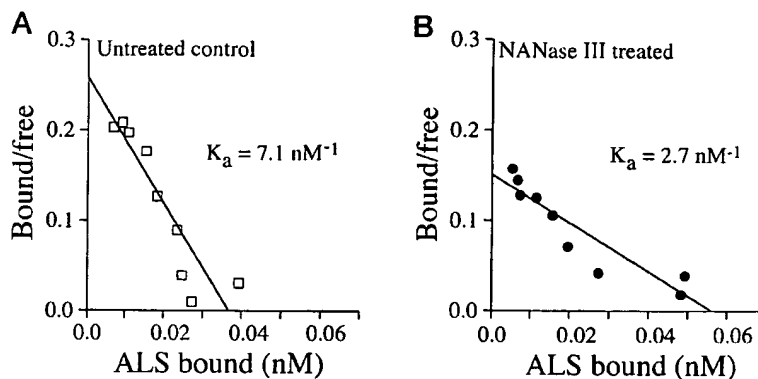 A
Untreated control
0.3
0.2
0.1
0.0
Bound/free
Kₐ = 7.1 nM⁻¹
0.0
0.02
0.04
0.06
ALS bound (nM)
B
NANase III treated
0.3
0.2
0.1
0.0
Bound/free
Kₐ = 2.7 nM⁻¹
0.0
0.02
0.04
0.06
ALS bound (nM)